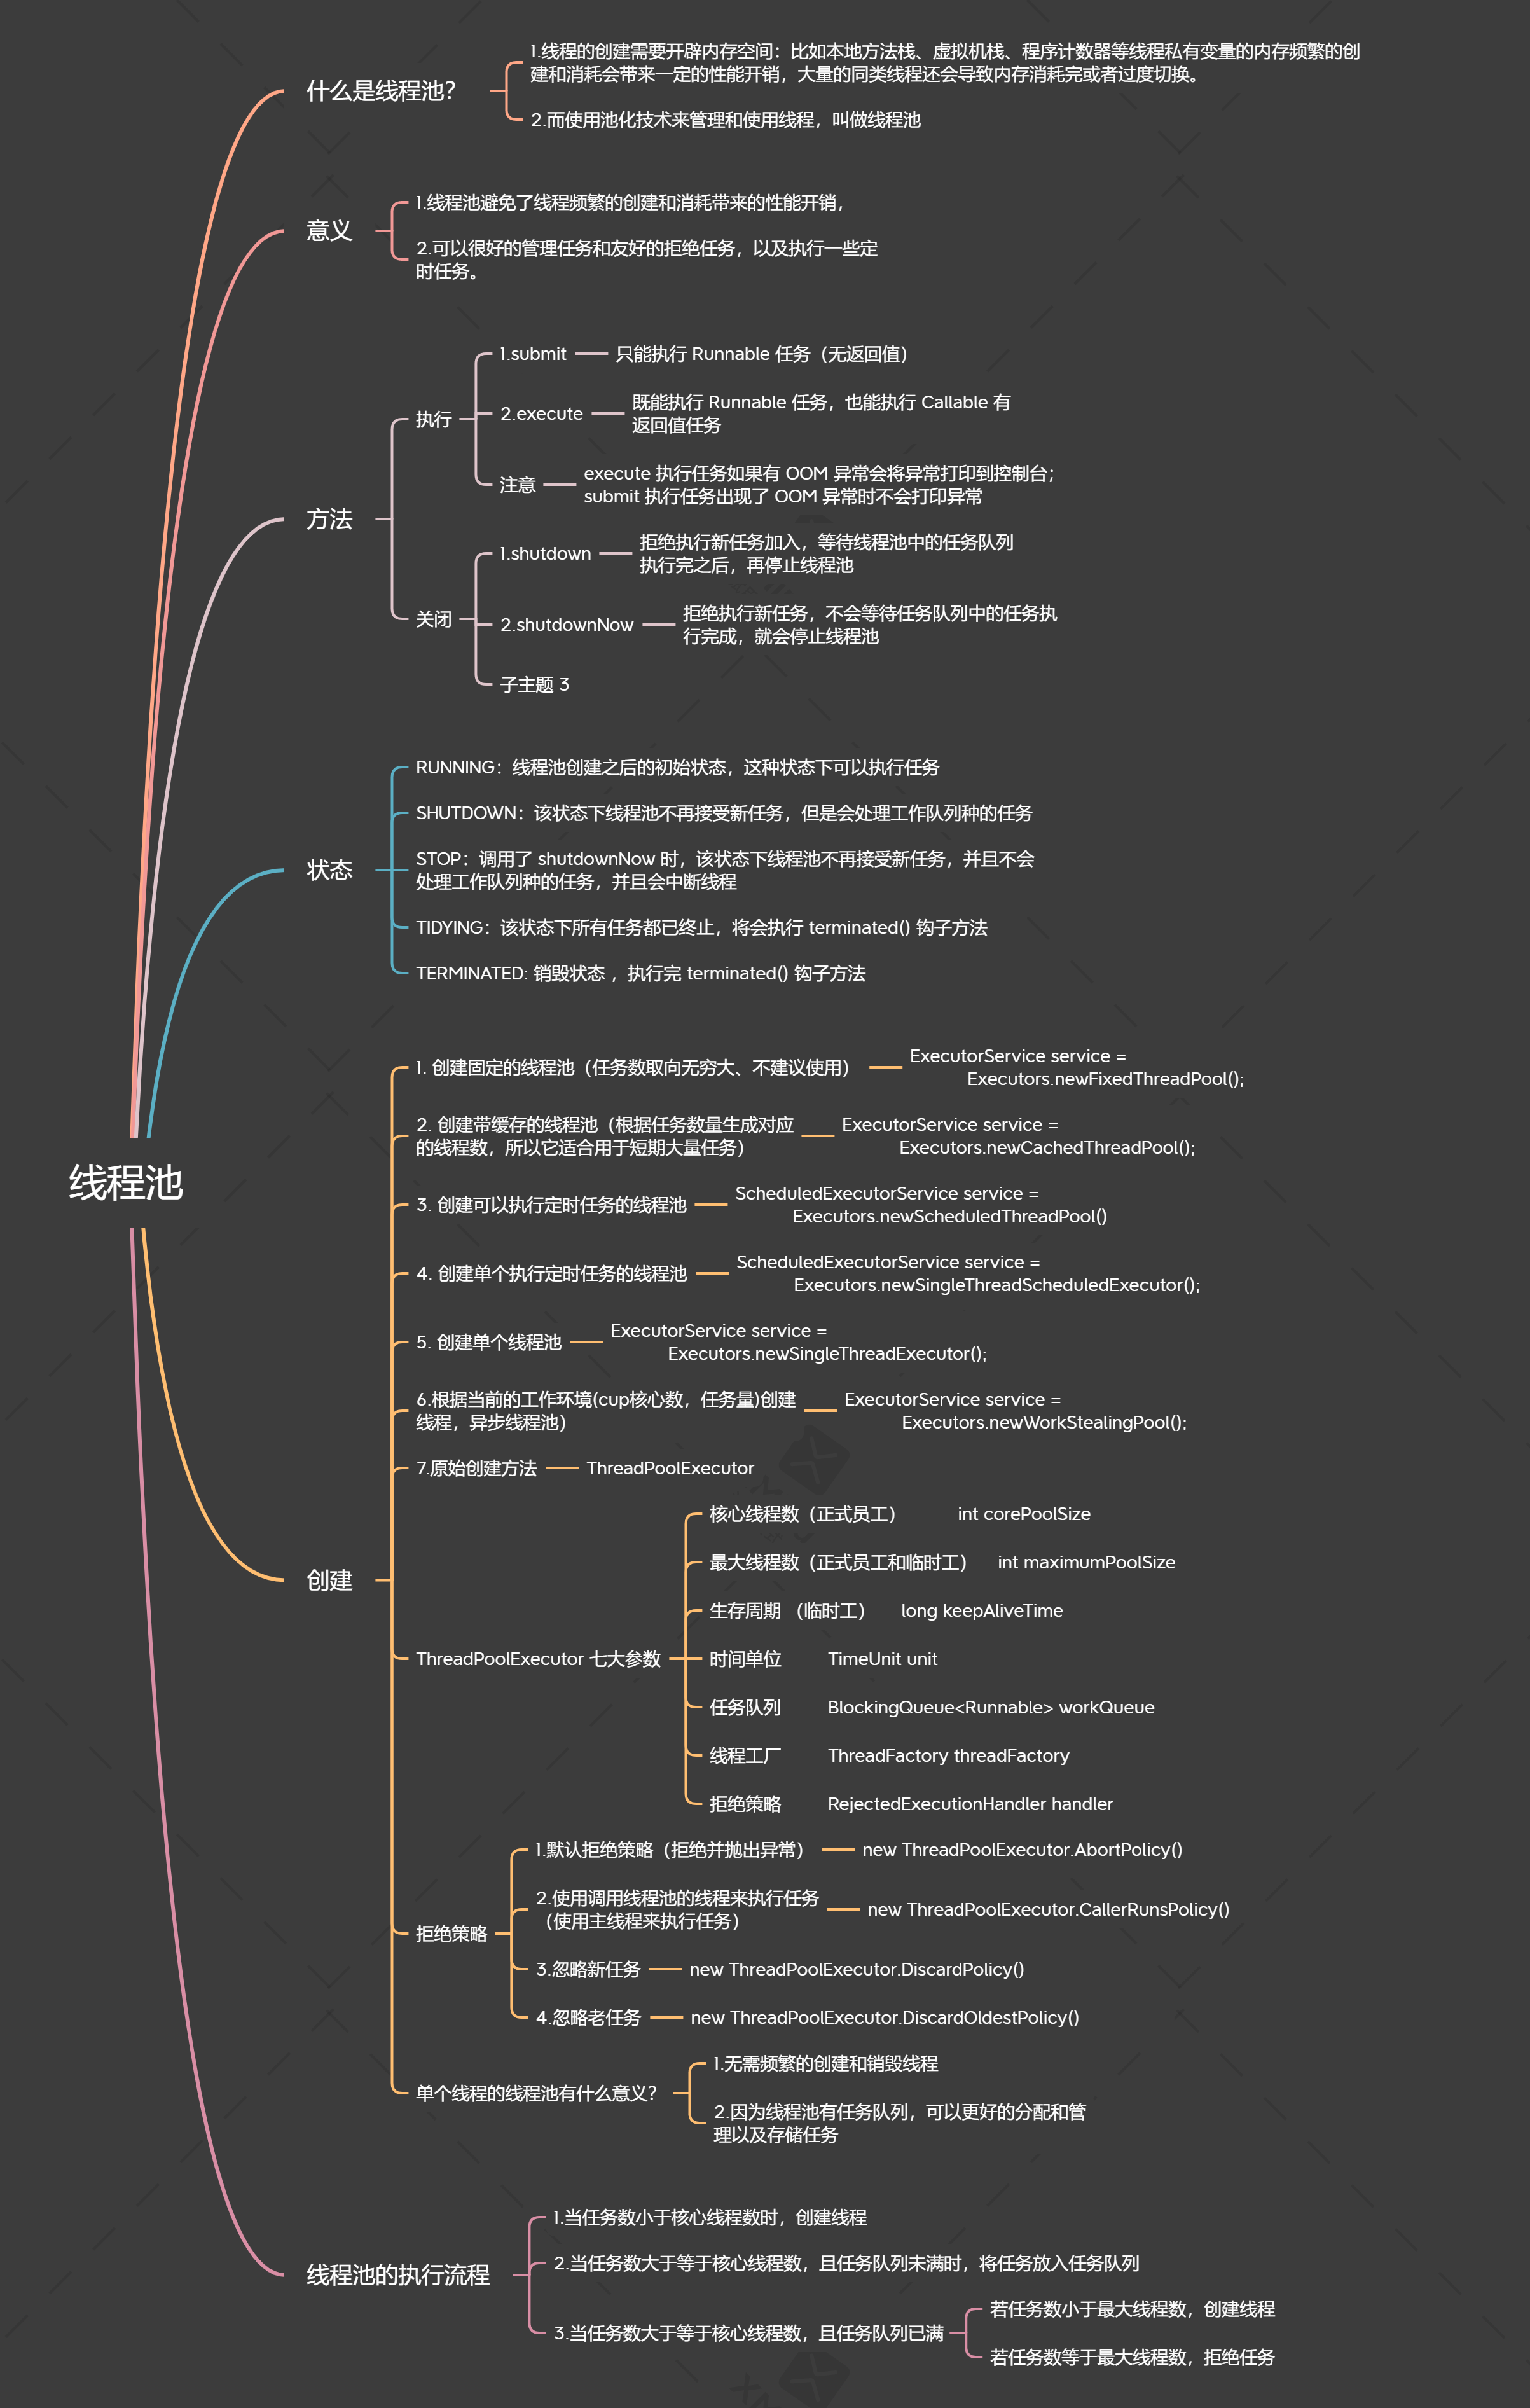 什么是线程池？
1.线程的创建需要开辟内存空间：比如本地方法栈、虚拟机栈、程序计数器等线程私有变量的内存频繁的创
建和消耗会带来一定的性能开销，大量的同类线程还会导致内存消耗完或者过度切换。
2.而使用池化技术来管理和使用线程，叫做线程池
意义
1.线程池避免了线程频繁的创建和消耗带来的性能开销，
2.可以很好的管理任务和友好的拒绝任务，以及执行一些定
时任务。
方法
执行
1.submit
只能执行 Runnable 任务（无返回值）
2.execute
既能执行 Runnable 任务，也能执行 Callable 有
返回值任务
注意
execute 执行任务如果有 OOM 异常会将异常打印到控制台；
submit 执行任务出现了 OOM 异常时不会打印异常
关闭
1.shutdown
拒绝执行新任务加入，等待线程池中的任务队列
执行完之后，再停止线程池
2.shutdownNow
拒绝执行新任务，不会等待任务队列中的任务执
行完成，就会停止线程池
子主题 3
状态
RUNNING：线程池创建之后的初始状态，这种状态下可以执行任务
SHUTDOWN：该状态下线程池不再接受新任务，但是会处理工作队列种的任务
STOP：调用了 shutdownNow 时，该状态下线程池不再接受新任务，并且不会
处理工作队列种的任务，并且会中断线程
TIDYING：该状态下所有任务都已终止，将会执行 terminated() 钩子方法
TERMINATED: 销毁状态 ，执行完 terminated() 钩子方法
线程池
创建
1. 创建固定的线程池（任务数取向无穷大、不建议使用）
ExecutorService service =
Executors.newFixedThreadPool();
2. 创建带缓存的线程池（根据任务数量生成对应
的线程数，所以它适合用于短期大量任务）
ExecutorService service =
Executors.newCachedThreadPool();
3. 创建可以执行定时任务的线程池
ScheduledExecutorService service =
Executors.newScheduledThreadPool()
4. 创建单个执行定时任务的线程池
ScheduledExecutorService service =
Executors.newSingleThreadScheduledExecutor();
5. 创建单个线程池
ExecutorService service =
Executors.newSingleThreadExecutor();
6.根据当前的工作环境(cup核心数，任务量)创建
线程，异步线程池）
ExecutorService service =
Executors.newWorkStealingPool();
7.原始创建方法
ThreadPoolExecutor
ThreadPoolExecutor 七大参数
核心线程数（正式员工） int corePoolSize
最大线程数（正式员工和临时工） int maximumPoolSize
生存周期 （临时工） long keepAliveTime
时间单位 TimeUnit unit
任务队列 BlockingQueue<Runnable> workQueue
线程工厂 ThreadFactory threadFactory
拒绝策略 RejectedExecutionHandler handler
拒绝策略
1.默认拒绝策略（拒绝并抛出异常）
new ThreadPoolExecutor.AbortPolicy()
2.使用调用线程池的线程来执行任务
（使用主线程来执行任务）
new ThreadPoolExecutor.CallerRunsPolicy()
3.忽略新任务
new ThreadPoolExecutor.DiscardPolicy()
4.忽略老任务
new ThreadPoolExecutor.DiscardOldestPolicy()
单个线程的线程池有什么意义？
1.无需频繁的创建和销毁线程
2.因为线程池有任务队列，可以更好的分配和管
理以及存储任务
线程池的执行流程
1.当任务数小于核心线程数时，创建线程
2.当任务数大于等于核心线程数，且任务队列未满时，将任务放入任务队列
3.当任务数大于等于核心线程数，且任务队列已满
若任务数小于最大线程数，创建线程
若任务数等于最大线程数，拒绝任务